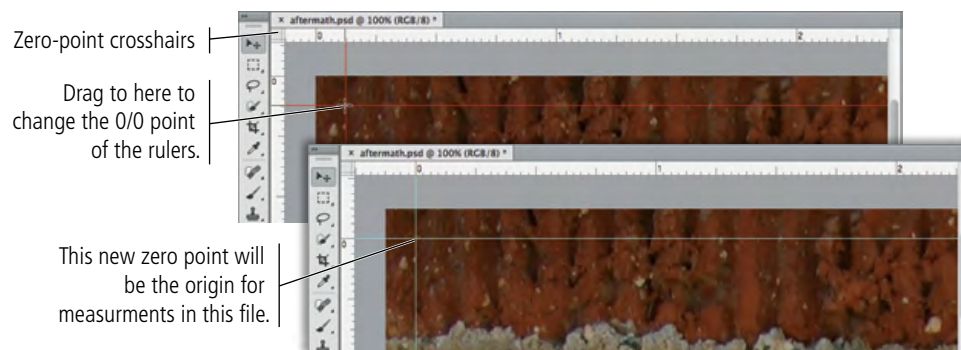 × aftermath.psd @ 100% (RGB/8) *
Zero-point crosshairs
0 1 2
0
Drag to here to
change the 0/0 point
of the rulers.
× aftermath.psd @ 100% (RGB/8) *
0 1 2
0
This new zero point will
be the origin for
measurments in this file.